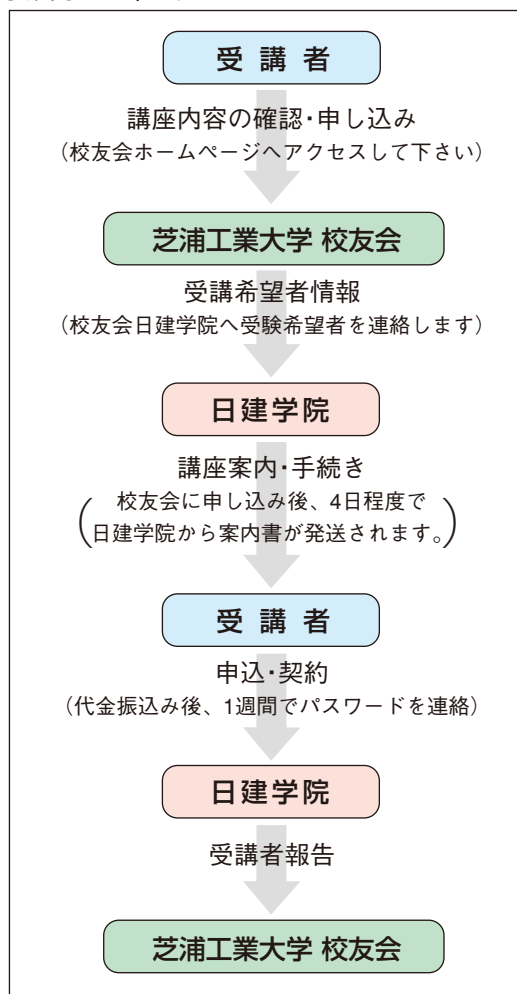 受講者
講座内容の確認・申し込み
（校友会ホームページへアクセスして下さい）
芝浦工業大学 校友会
受講希望者情報
（校友会日建学院へ受験希望者を連絡します）
日建学院
講座案内・手続き
（校友会に申し込み後、4日程度で
日建学院から案内書が発送されます。）
受講者
申込・契約
（代金振込み後、1週間でパスワードを連絡）
日建学院
受講者報告
芝浦工業大学 校友会